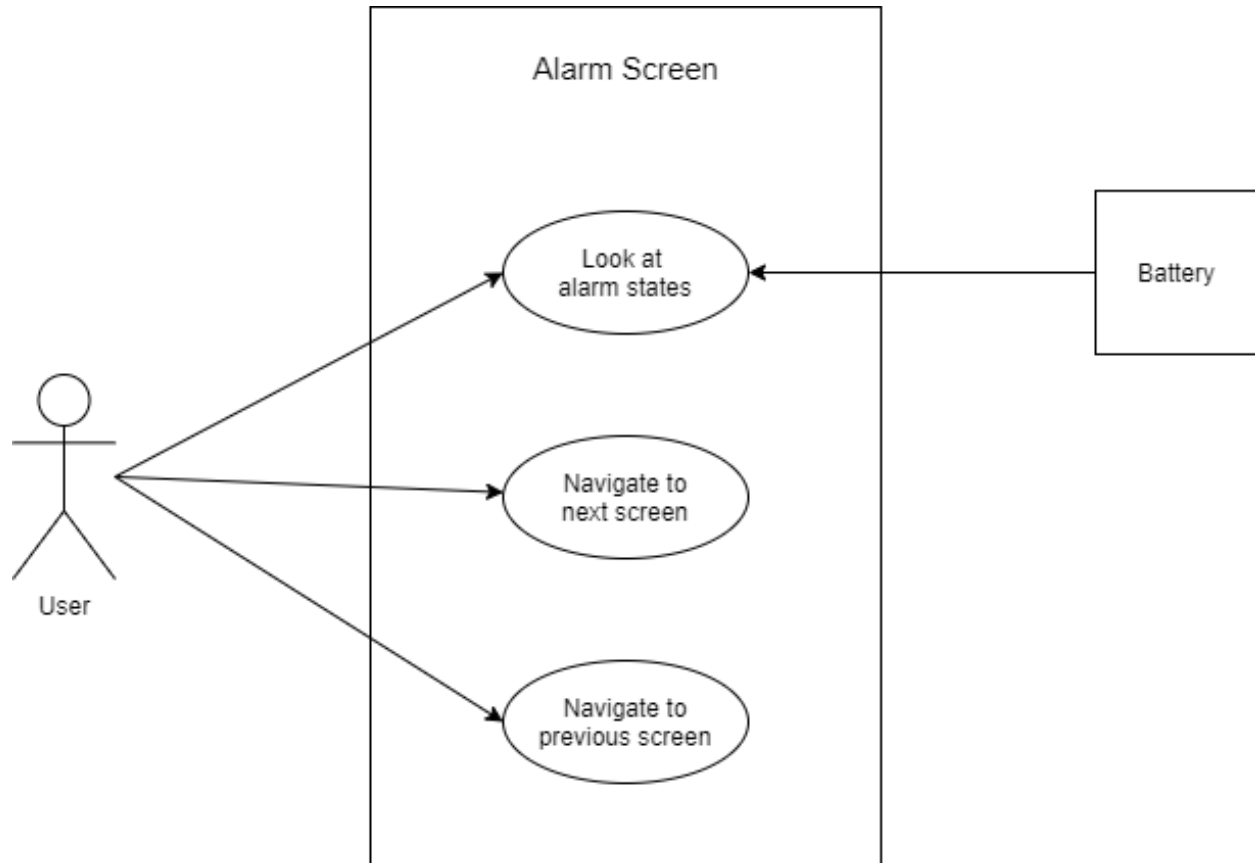 Alarm Screen
Look at
alarm states
Battery
Navigate to
next screen
User
Navigate to
previous screen